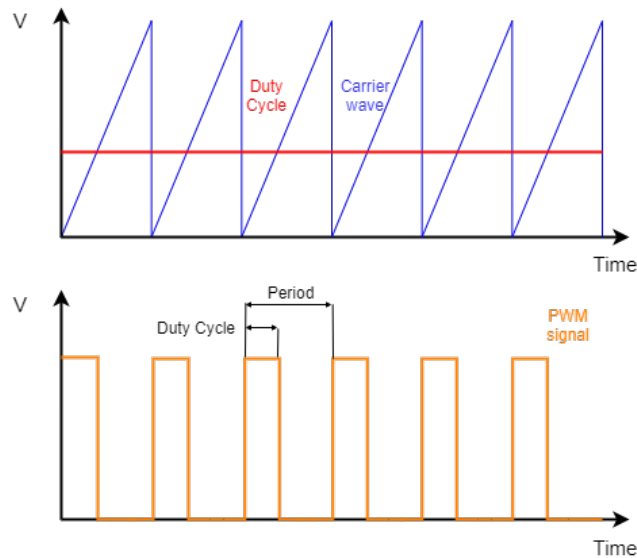 V
Duty
Cycle
Carrier
wave
Time
V
Period
Duty Cycle
PWM
signal
Time